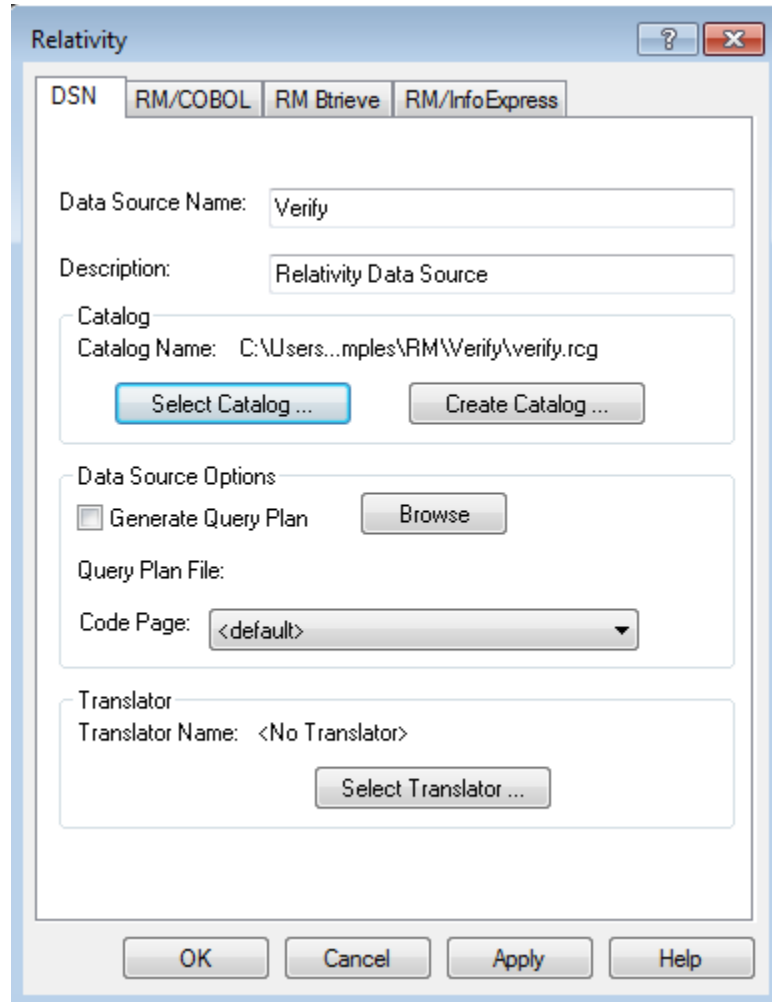 Relativity
DSN RM/COBOL RM Btrieve RM/InfoExpress
Data Source Name: Verify
Description: Relativity Data Source
Catalog
Catalog Name: C:\Users...mples\RM\Verify\verify.rcg
Select Catalog ... Create Catalog ...
Data Source Options
Generate Query Plan Browse
Query Plan File:
Code Page: <default>
Translator
Translator Name: <No Translator>
Select Translator ...
OK Cancel Apply Help